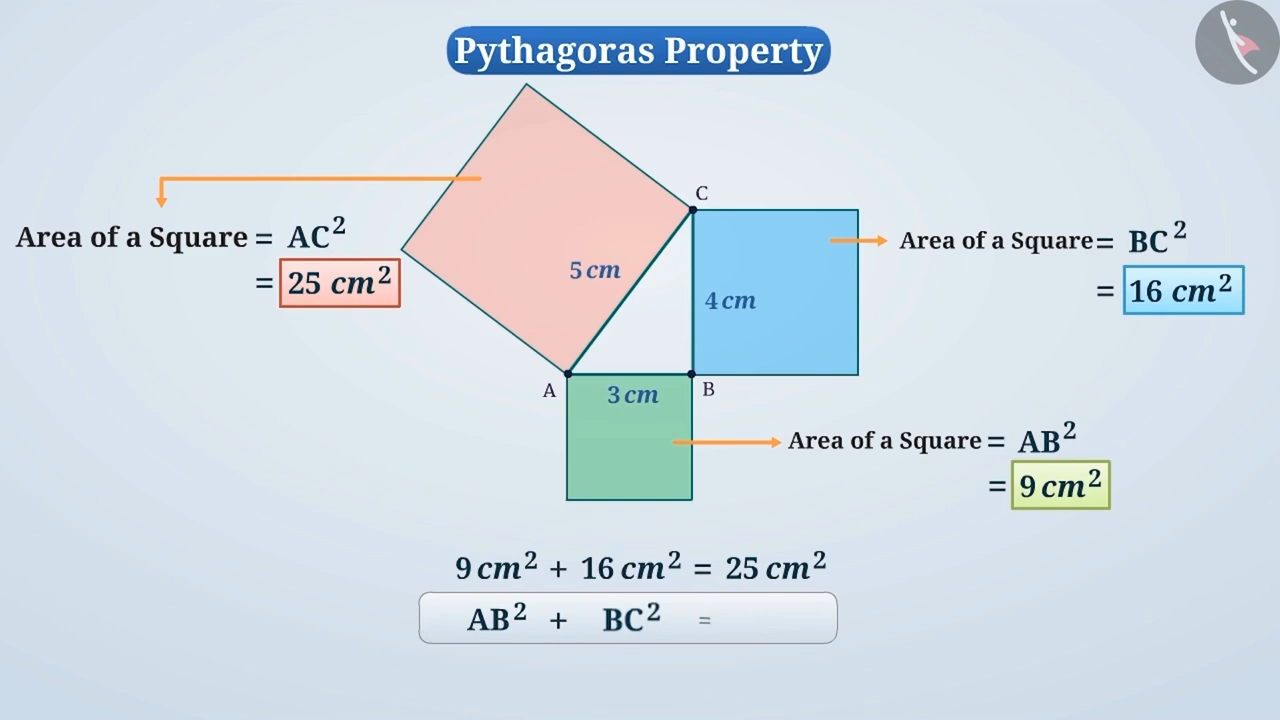 Pythagoras Property
C
Area of a Square = AC²
= 25 cm²
5 cm
4 cm
Area of a Square = BC²
= 16 cm²
A
3 cm
B
Area of a Square = AB²
= 9 cm²
9 cm² + 16 cm² = 25 cm²
AB² + BC² =